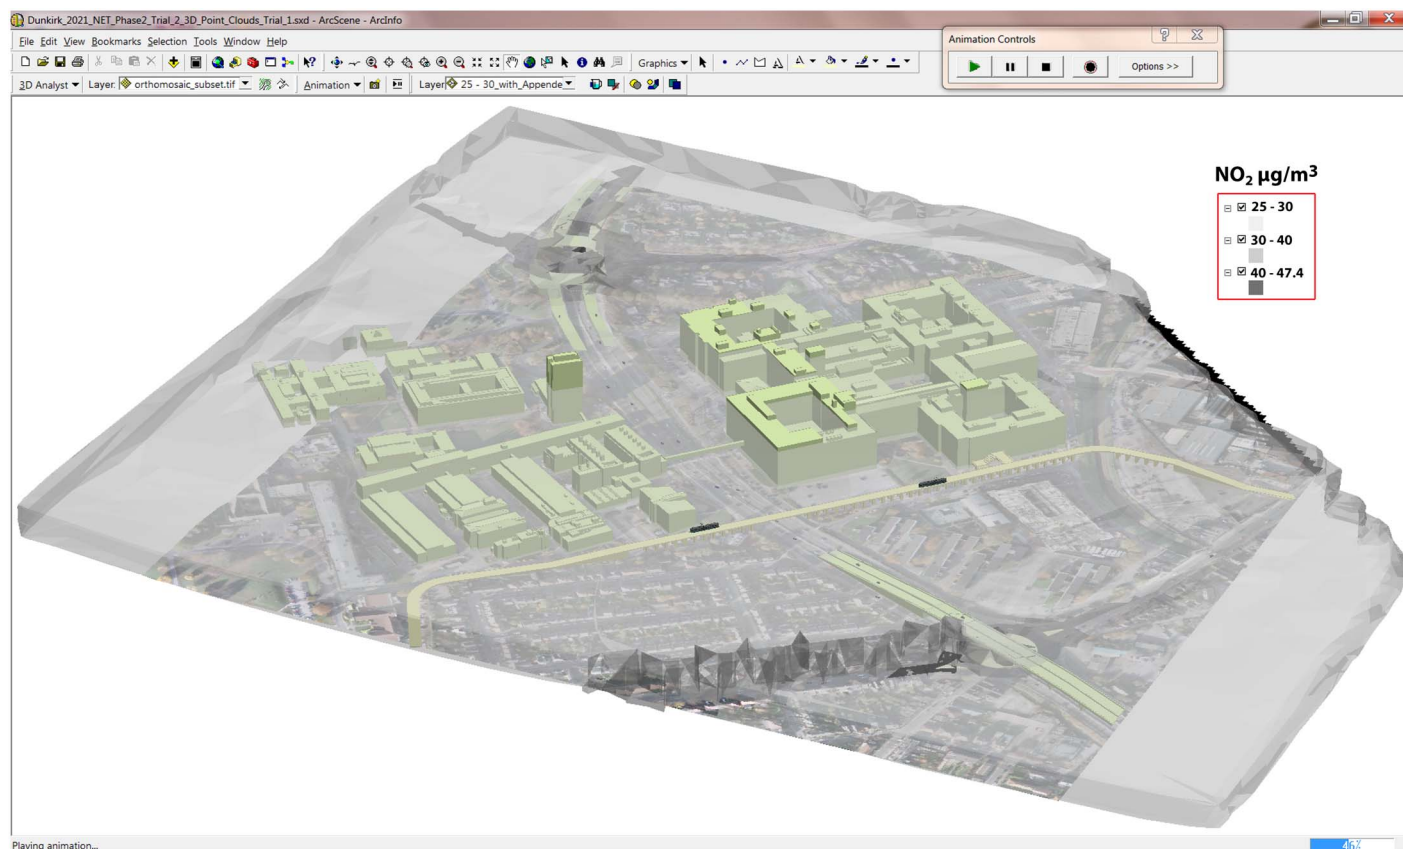 Dunkirk_2021_NET_Phase2_Trial_2_3D_Point_Clouds_Trial_1.sxd - ArcScene - ArcInfo
File Edit View Bookmarks Selection Tools Window Help
Graphics
3D Analyst Layer: orthomosaic_subset.tif Animation Layer 25 - 30_with_Appende
Animation Controls
Options >>
NO₂ µg/m³
25 - 30
30 - 40
40 - 47.4
Playing animation...
46%